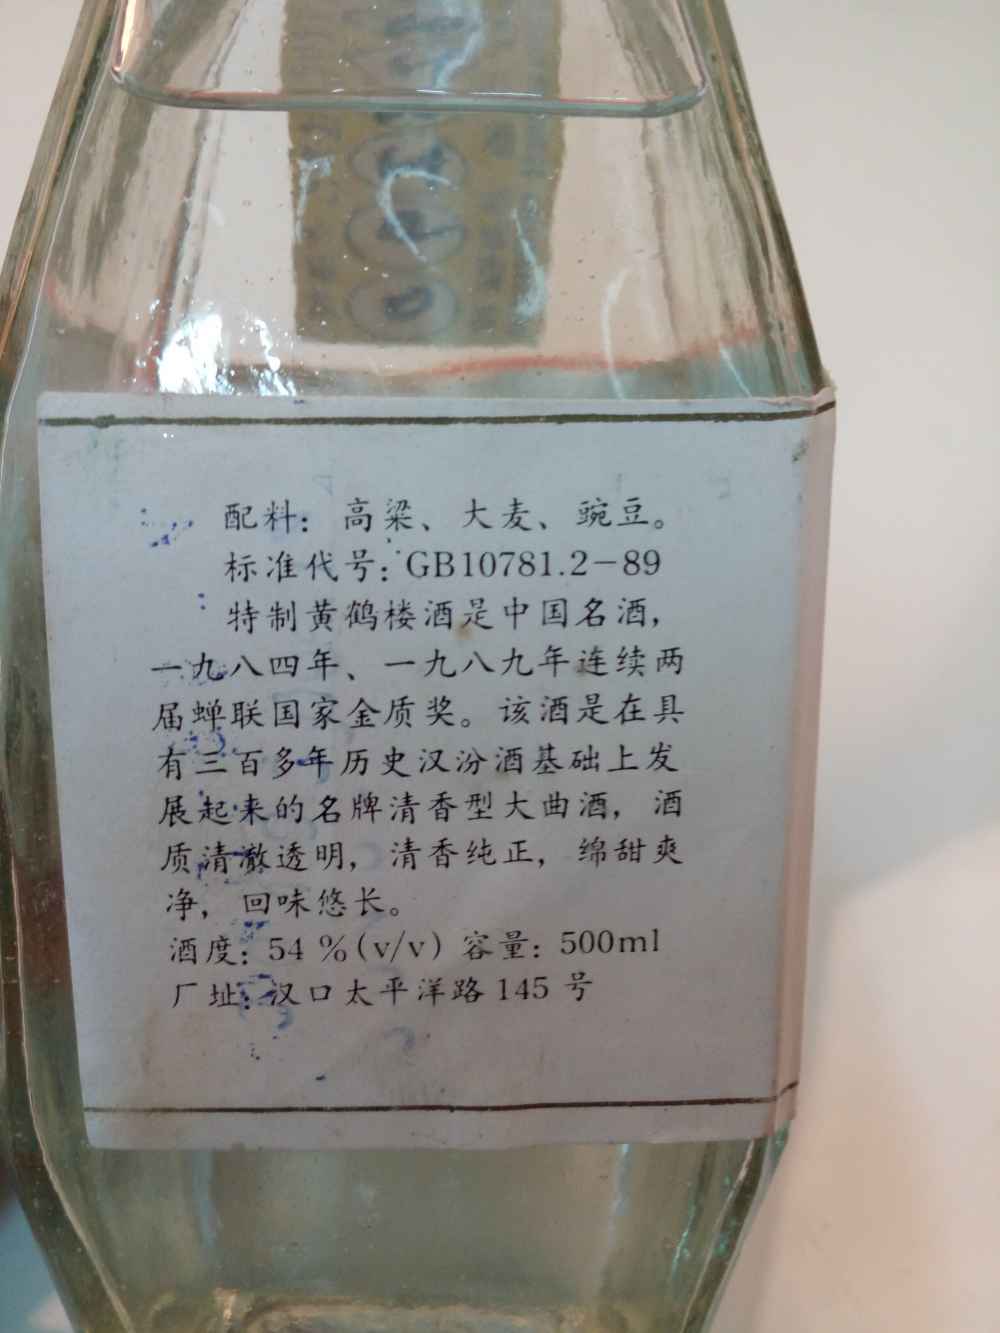 配料：高梁、大麦、豌豆。
标准代号：GB10781.2-89
特制黄鹤楼酒是中国名酒，
一九八四年、一九八九年连续两
届蝉联国家金质奖。该酒是在具
有三百多年历史汉汾酒基础上发
展起来的名牌清香型大曲酒，酒
质清澈透明，清香纯正，绵甜爽
净，回味悠长。
酒度：54 %(v/v) 容量：500ml
厂址：汉口太平洋路145号